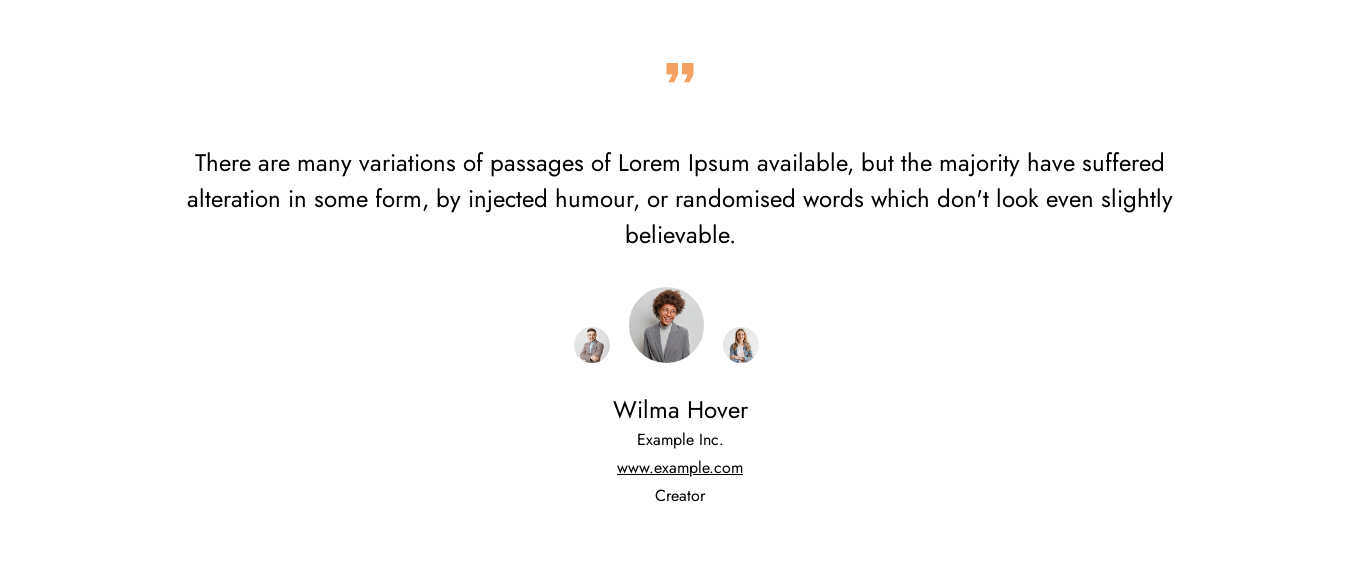 There are many variations of passages of Lorem Ipsum available, but the majority have suffered
alteration in some form, by injected humour, or randomised words which don't look even slightly
believable.
Wilma Hover
Example Inc.
www.example.com
Creator